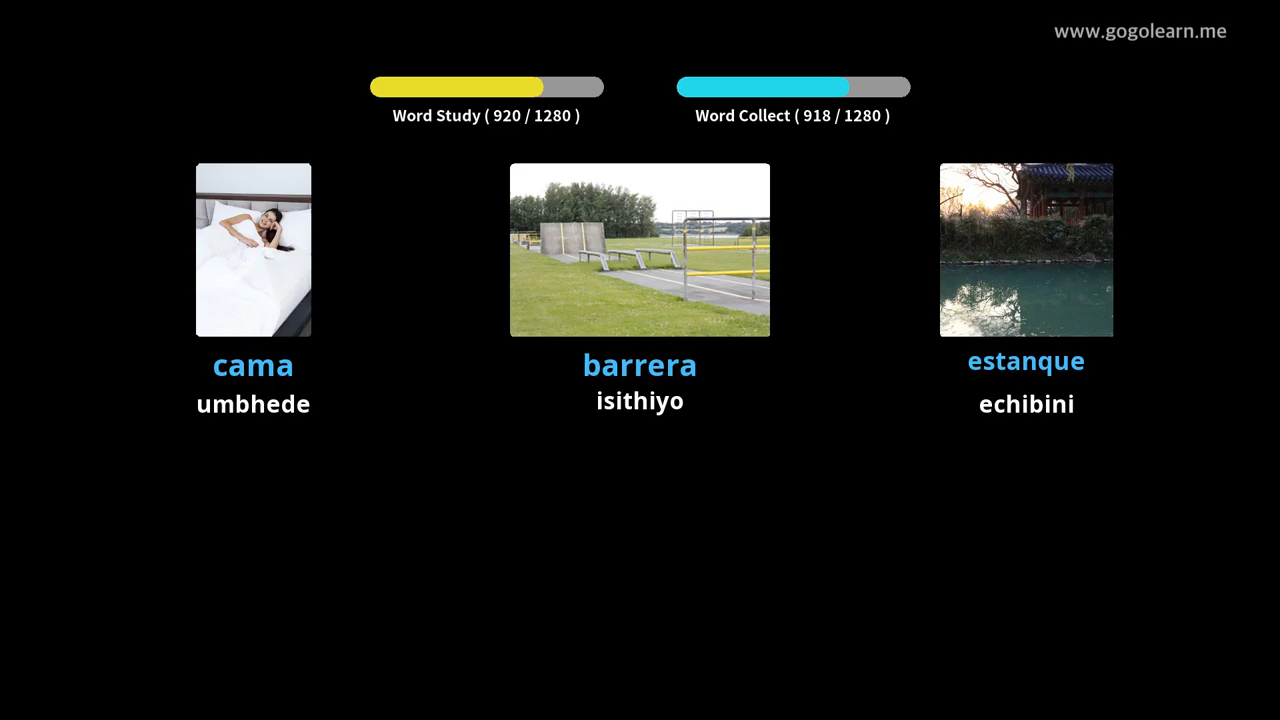 www.gogolearn.me
Word Study ( 920 / 1280 )
Word Collect ( 918 / 1280 )
cama
umbhede
barrera
isithiyo
estanque
echibini